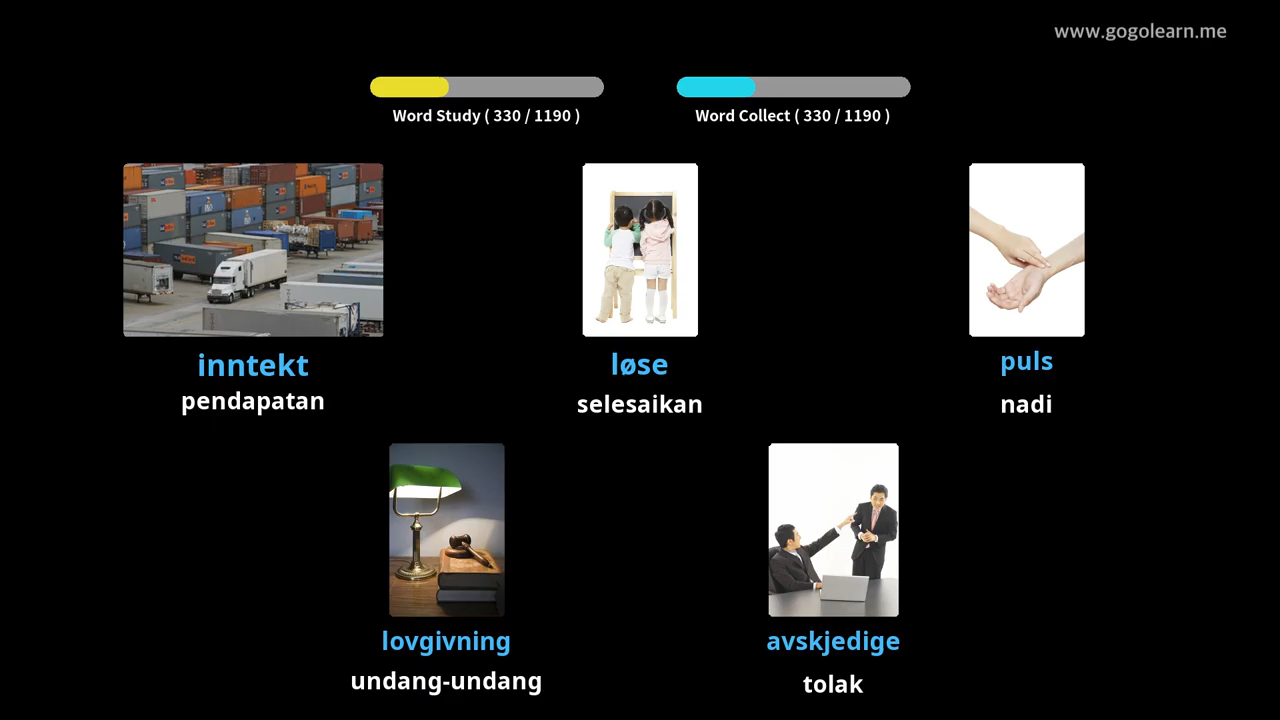 www.gogolearn.me
Word Study ( 330 / 1190 )
Word Collect ( 330 / 1190 )
inntekt
pendapatan
løse
selesaikan
puls
nadi
lovgivning
undang-undang
avskjedige
tolak